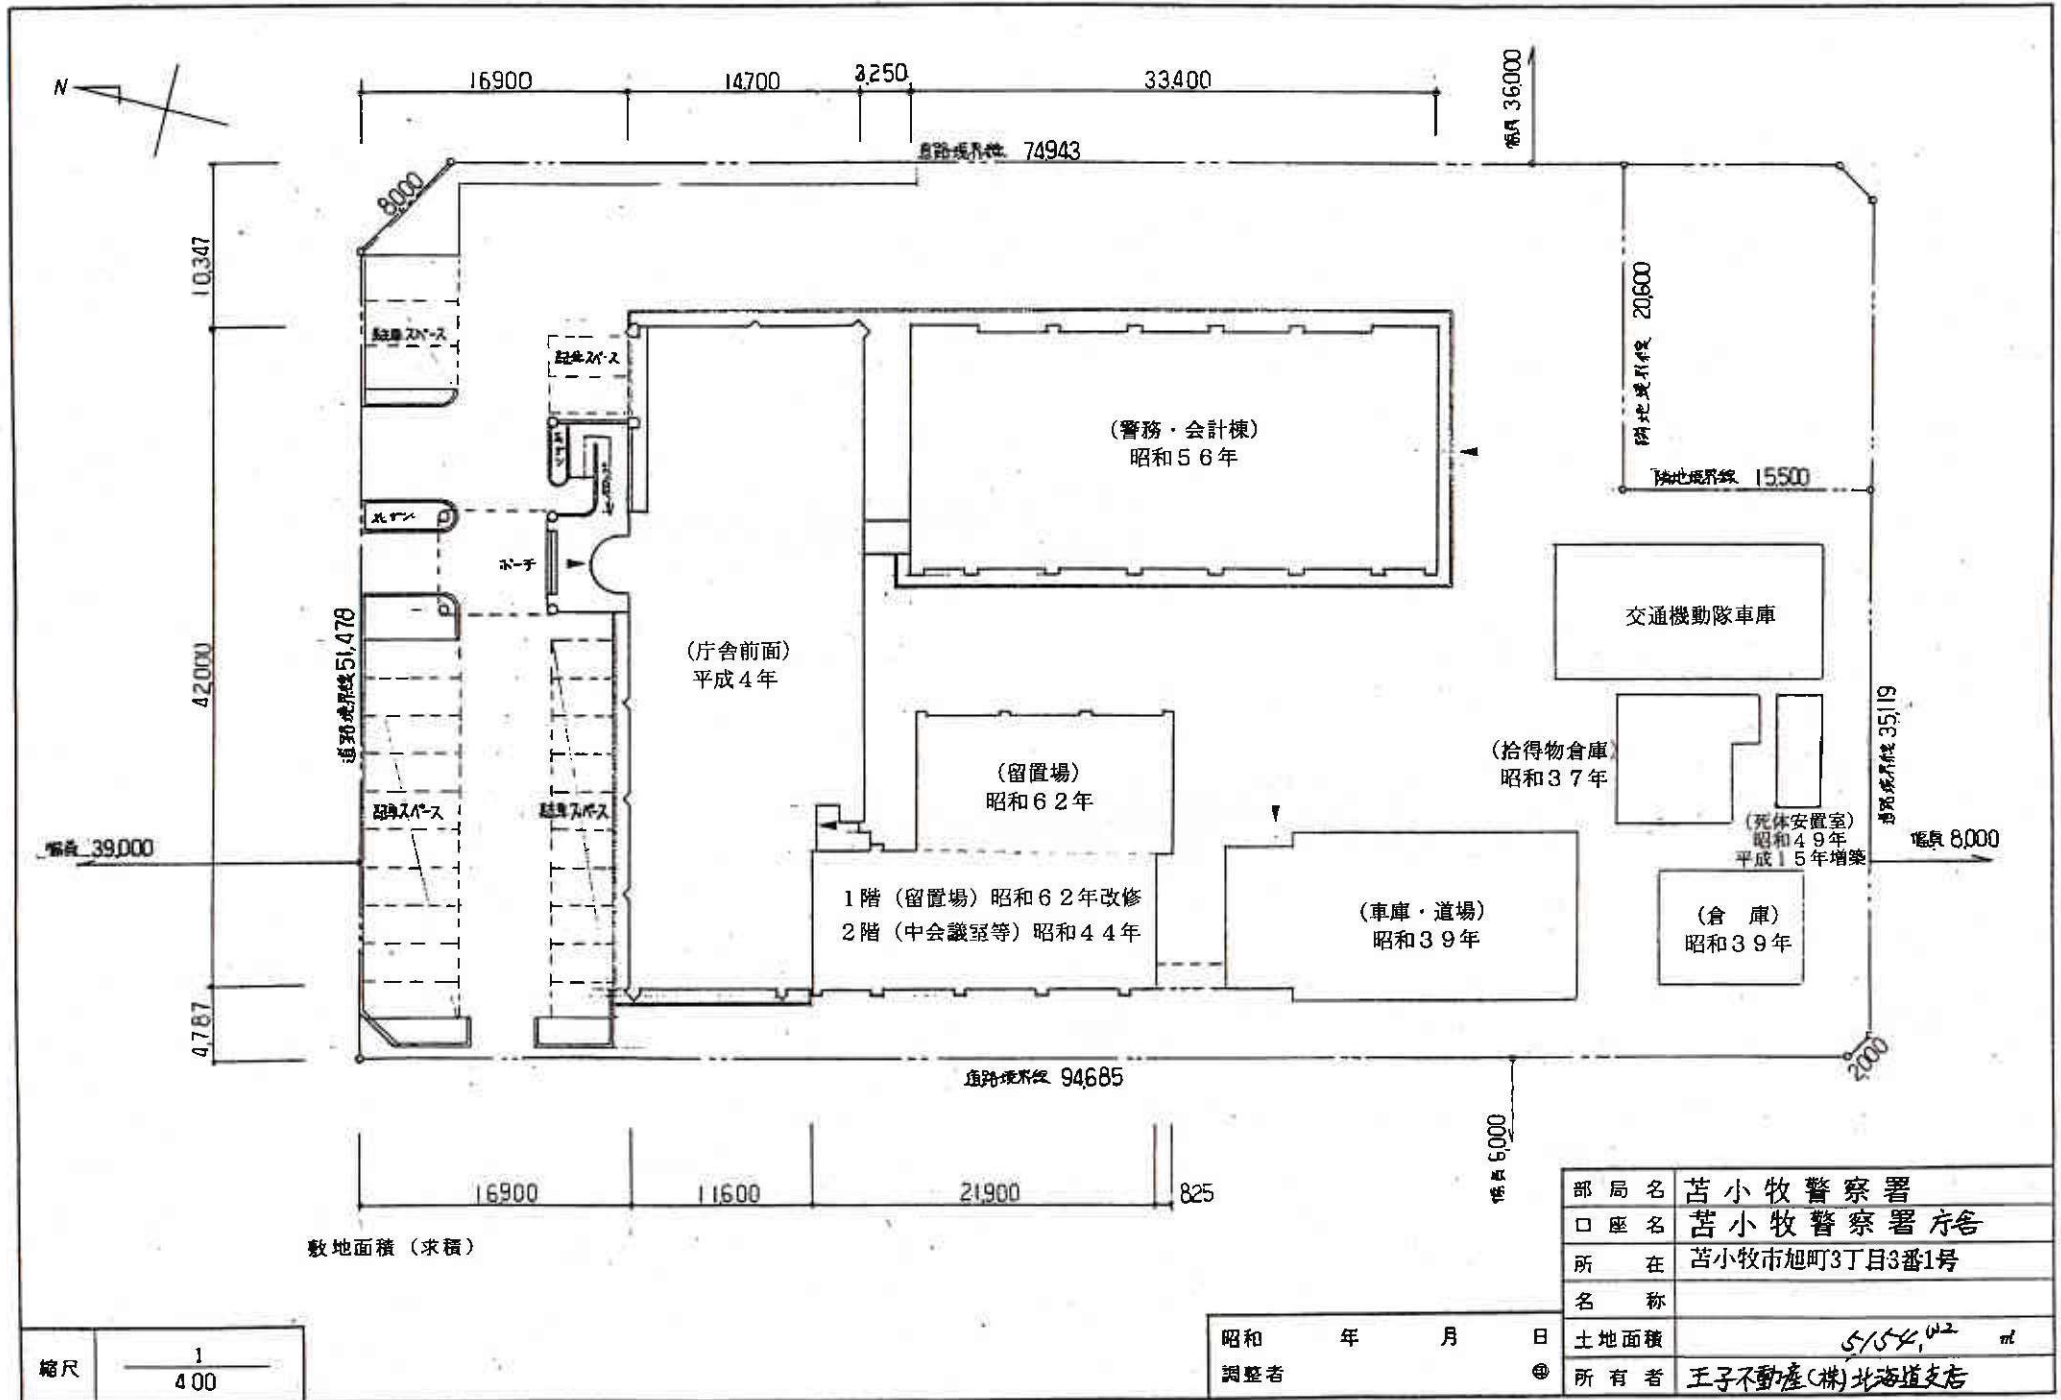 N
16900
14,700
3,250
33,400
幅員 36,000
道路境界線 74,943
8,000
10,347
42,000
4,787
駐車スペース
駐車スペース
隣地境界線 20,600
(警務・会計棟)
昭和56年
隣地境界線 15,500
ポーチ
交通機動隊車庫
道路境界線 51,478
(庁舎前面)
平成4年
(留置場)
昭和62年
(拾得物倉庫)
昭和37年
道路境界線 35,119
駐車スペース
駐車スペース
(死体安置室)
昭和49年
平成15年増築
幅員 39,000
幅員 8,000
1階(留置場)昭和62年改修
2階(中会議室等)昭和44年
(車庫・道場)
昭和39年
(倉 庫)
昭和39年
道路境界線 94,685
2,000
幅員 6,000
16,900
11,600
21,900
825
敷地面積(求積)
縮尺
1
400
昭和 年 月 日
調整者 印
部局名 苫小牧警察署
口座名 苫小牧警察署庁舎
所在 苫小牧市旭町3丁目3番1号
名称
土地面積 5154, ㎡
所有者 王子不動産(株)北海道支店